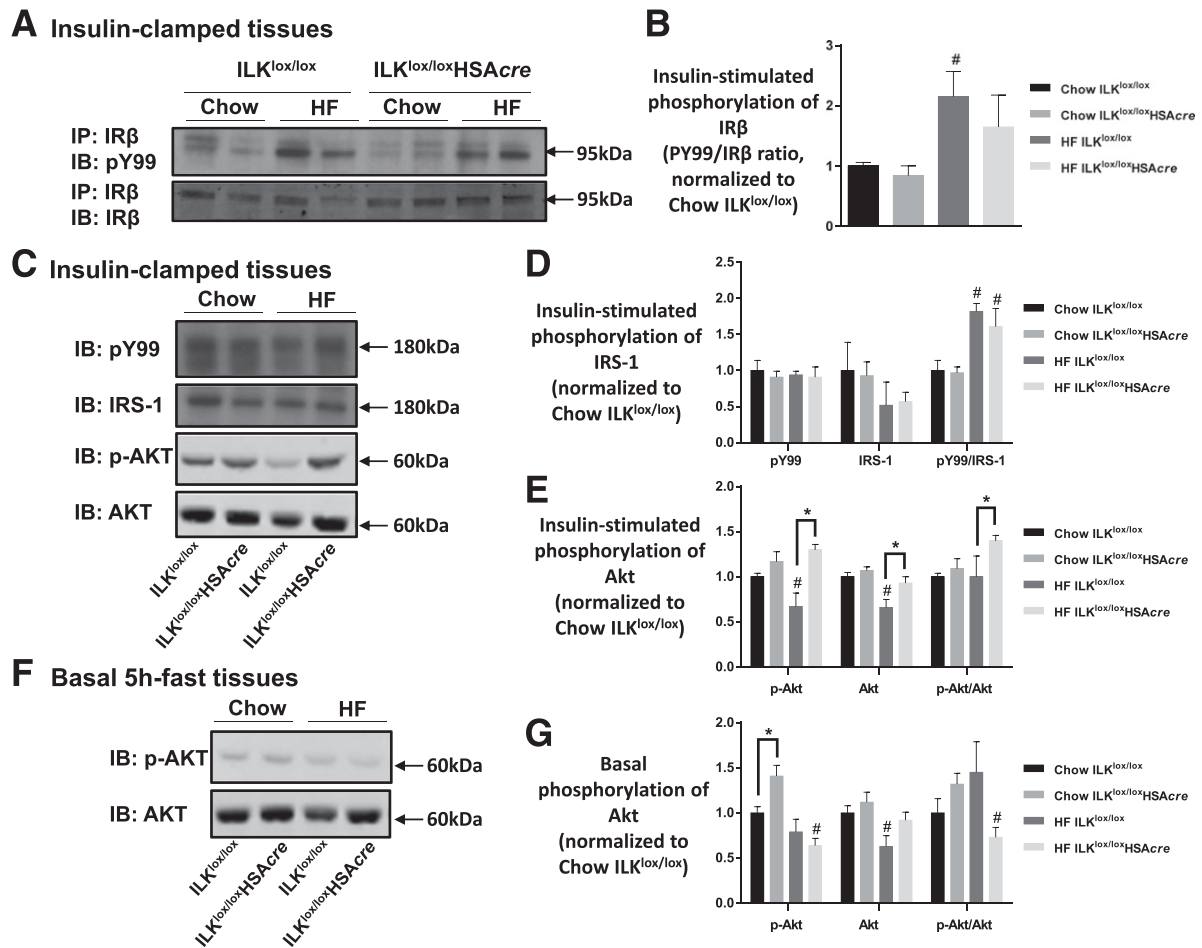 A Insulin-clamped tissues
ILKlox/lox ILKlox/loxHSAcre
Chow HF Chow HF
IP: IRβ
IB: pY99
95kDa
IP: IRβ
IB: IRβ
95kDa
B
Insulin-stimulated
phosphorylation of
IRβ
(PY99/IRβ ratio,
normalized to
Chow ILKlox/lox)
3
2
1
0
#
Chow ILKlox/lox
Chow ILKlox/loxHSAcre
HF ILKlox/lox
HF ILKlox/loxHSAcre
C Insulin-clamped tissues
Chow HF
IB: pY99
180kDa
IB: IRS-1
180kDa
IB: p-AKT
60kDa
IB: AKT
60kDa
ILKlox/lox
ILKlox/loxHSAcre
ILKlox/lox
ILKlox/loxHSAcre
D
Insulin-stimulated
phosphorylation of
IRS-1
(normalized to
Chow ILKlox/lox)
2.5
2.0
1.5
1.0
0.5
0.0
# #
pY99 IRS-1 pY99/IRS-1
Chow ILKlox/lox
Chow ILKlox/loxHSAcre
HF ILKlox/lox
HF ILKlox/loxHSAcre
E
Insulin-stimulated
phosphorylation of
Akt
(normalized to
Chow ILKlox/lox)
2.0
1.5
1.0
0.5
0.0
* * *
# #
p-Akt Akt p-Akt/Akt
Chow ILKlox/lox
Chow ILKlox/loxHSAcre
HF ILKlox/lox
HF ILKlox/loxHSAcre
F Basal 5h-fast tissues
Chow HF
IB: p-AKT
60kDa
IB: AKT
60kDa
ILKlox/lox
ILKlox/loxHSAcre
ILKlox/lox
ILKlox/loxHSAcre
G
Basal
phosphorylation of
Akt
(normalized to
Chow ILKlox/lox)
2.0
1.5
1.0
0.5
0.0
*
# # #
p-Akt Akt p-Akt/Akt
Chow ILKlox/lox
Chow ILKlox/loxHSAcre
HF ILKlox/lox
HF ILKlox/loxHSAcre